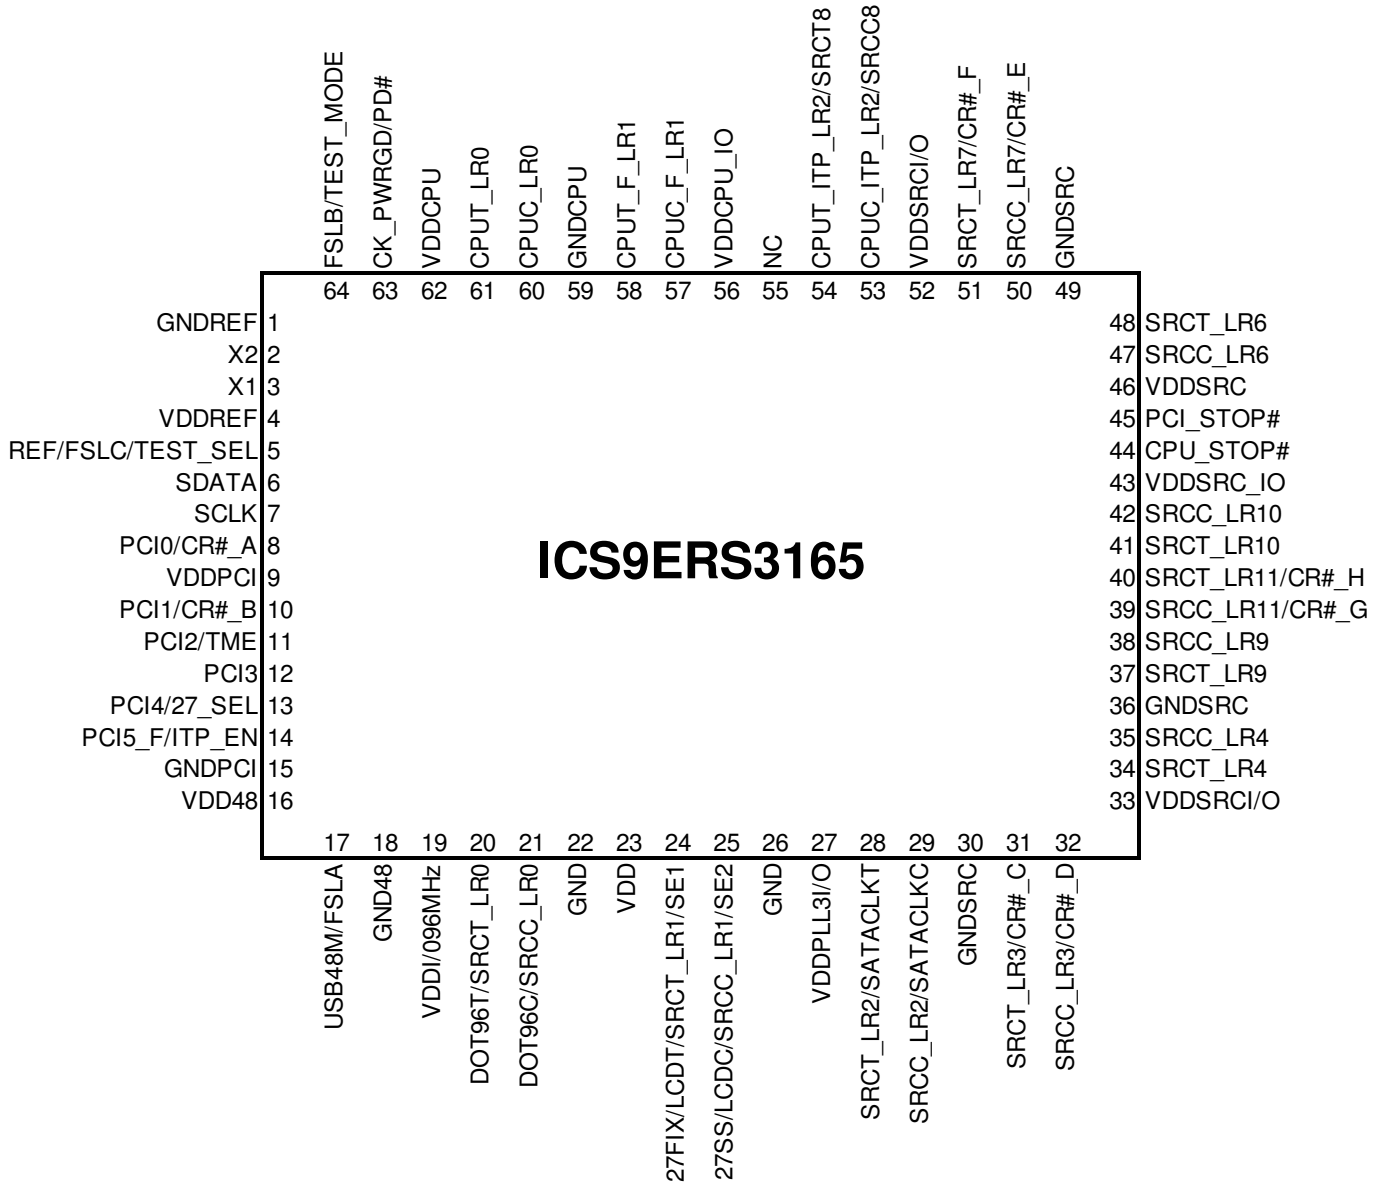 FSLB/TEST_MODE
CK_PWRGD/PD#
VDDCPU
CPUT_LR0
CPUC_LR0
GNDCPU
CPUT_F_LR1
CPUC_F_LR1
VDDCPU_IO
NC
CPUT_ITP_LR2/SRCT8
CPUC_ITP_LR2/SRCC8
VDDSRCI/O
SRCT_LR7/CR#_F
SRCC_LR7/CR#_E
GNDSRC
64 63 62 61 60 59 58 57 56 55 54 53 52 51 50 49
GNDREF 1
X2 2
X1 3
VDDREF 4
REF/FSLC/TEST_SEL 5
SDATA 6
SCLK 7
PCI0/CR#_A 8
VDDPCI 9
PCI1/CR#_B 10
PCI2/TME 11
PCI3 12
PCI4/27_SEL 13
PCI5_F/ITP_EN 14
GNDPCI 15
VDD48 16
ICS9ERS3165
48 SRCT_LR6
47 SRCC_LR6
46 VDDSRC
45 PCI_STOP#
44 CPU_STOP#
43 VDDSRC_IO
42 SRCC_LR10
41 SRCT_LR10
40 SRCT_LR11/CR#_H
39 SRCC_LR11/CR#_G
38 SRCC_LR9
37 SRCT_LR9
36 GNDSRC
35 SRCC_LR4
34 SRCT_LR4
33 VDDSRCI/O
17 18 19 20 21 22 23 24 25 26 27 28 29 30 31 32
USB48M/FSLA
GND48
VDDI/096MHz
DOT96T/SRCT_LR0
DOT96C/SRCC_LR0
GND
VDD
27FIX/LCDT/SRCT_LR1/SE1
27SS/LCDC/SRCC_LR1/SE2
GND
VDDPLL3I/O
SRCT_LR2/SATACLKT
SRCC_LR2/SATACLKC
GNDSRC
SRCT_LR3/CR#_C
SRCC_LR3/CR#_D